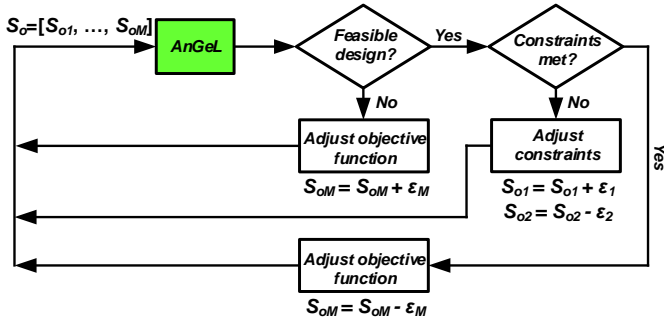 So=[So1, ..., SoM]
AnGeL
Feasible
design?
Yes
Constraints
met?
No
No
Adjust objective
function
SoM = SoM + εM
Adjust
constraints
So1 = So1 + ε1
So2 = So2 - ε2
Yes
Adjust objective
function
SoM = SoM - εM